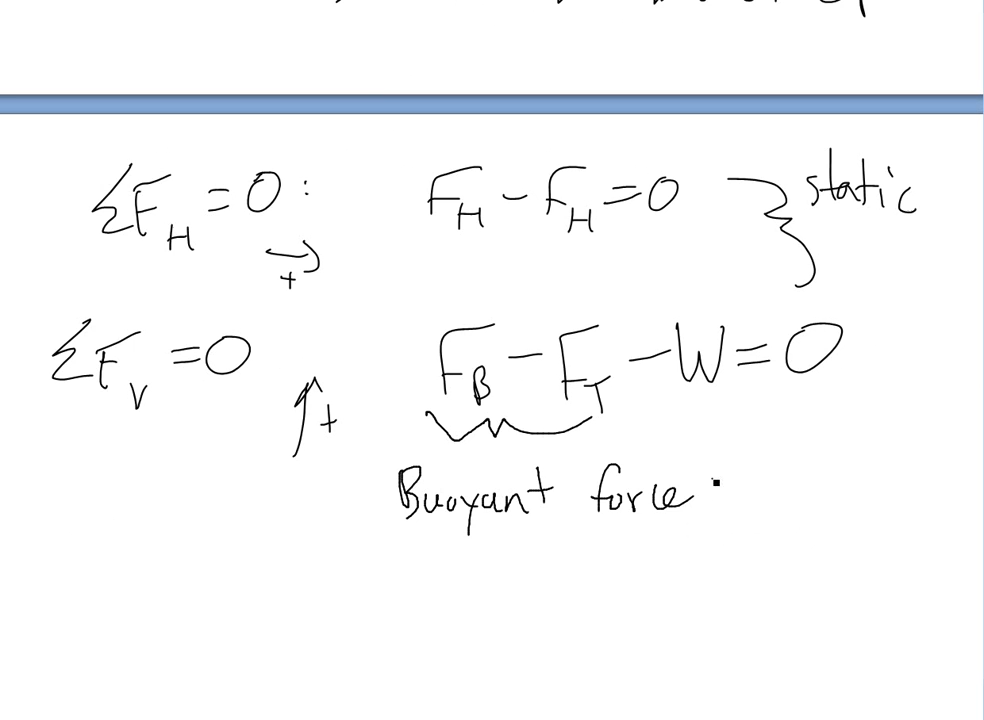 ΣF_H = 0 : → + F_H - F_H = 0 } static
ΣF_V = 0 ↑ + F_B - F_T - W = 0
Buoyant force